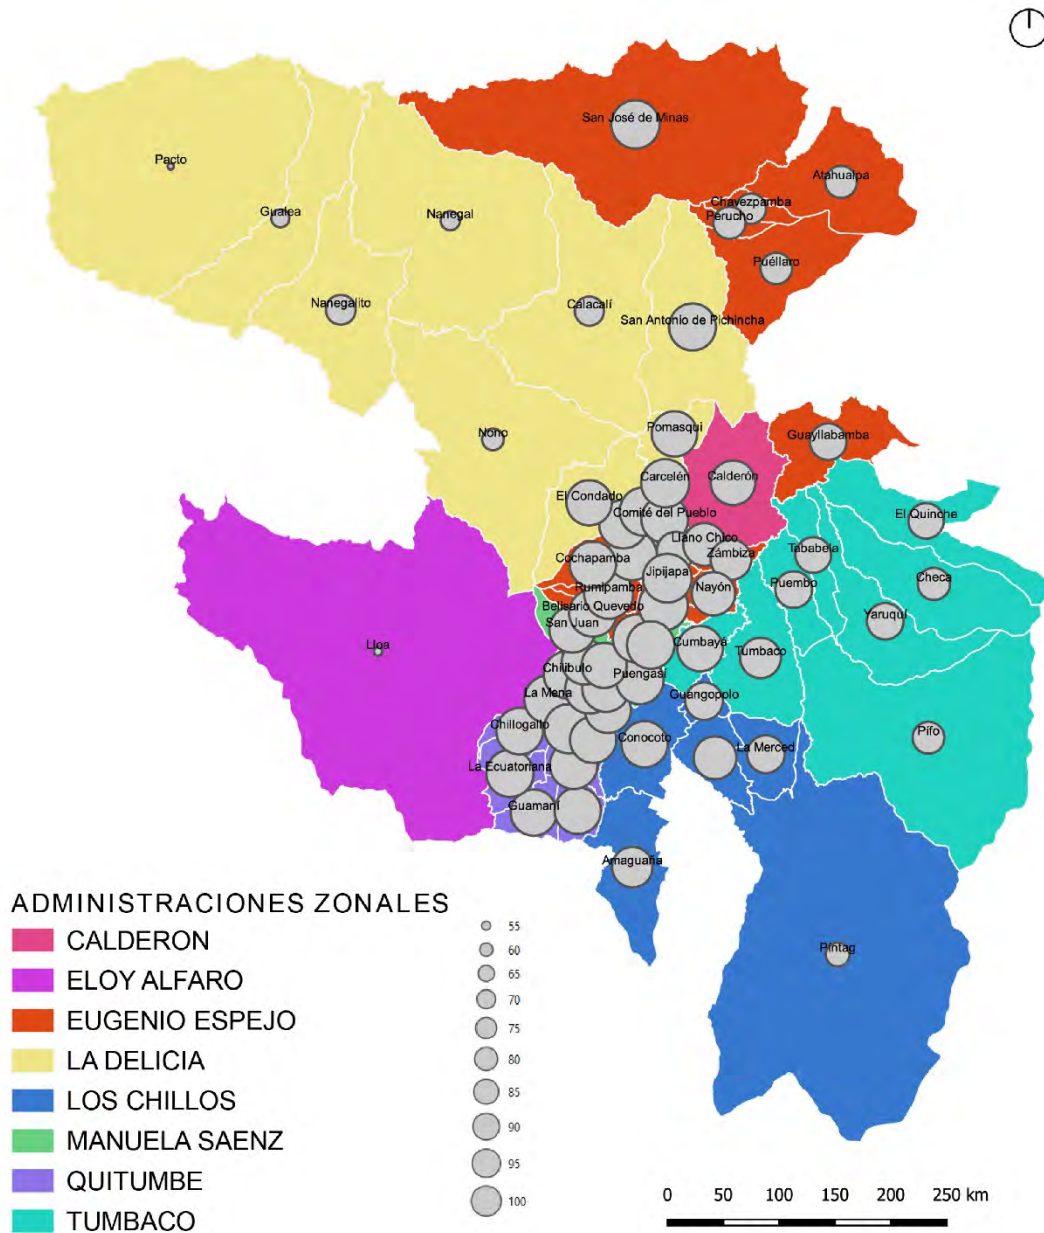 San José de Minas
Pacto
Atahualpa
Chavezpamba
Gualea
Nanegal
Perucho
Puéllaro
Nanegalito
Calacalí
San Antonio de Pichincha
Pomasqui
Guayllabamba
Nono
Carcelén
Calderón
El Condado
Comité del Pueblo
El Quinche
Llano Chico
Zámbiza
Tababela
Cochapamba
Jipijapa
Checa
Rumipamba
Nayón
Puembo
Belisario Quevedo
San Juan
Yaruquí
Lloa
Cumbayá
Tumbaco
Chilibulo
Puengasí
La Mena
Guangopolo
Chillogallo
Conocoto
La Merced
Pifo
La Ecuatoriana
Guamaní
Amaguaña
Pintag
ADMINISTRACIONES ZONALES
CALDERON
ELOY ALFARO
EUGENIO ESPEJO
LA DELICIA
LOS CHILLOS
MANUELA SAENZ
QUITUMBE
TUMBACO
55
60
65
70
75
80
85
90
95
100
0 50 100 150 200 250 km